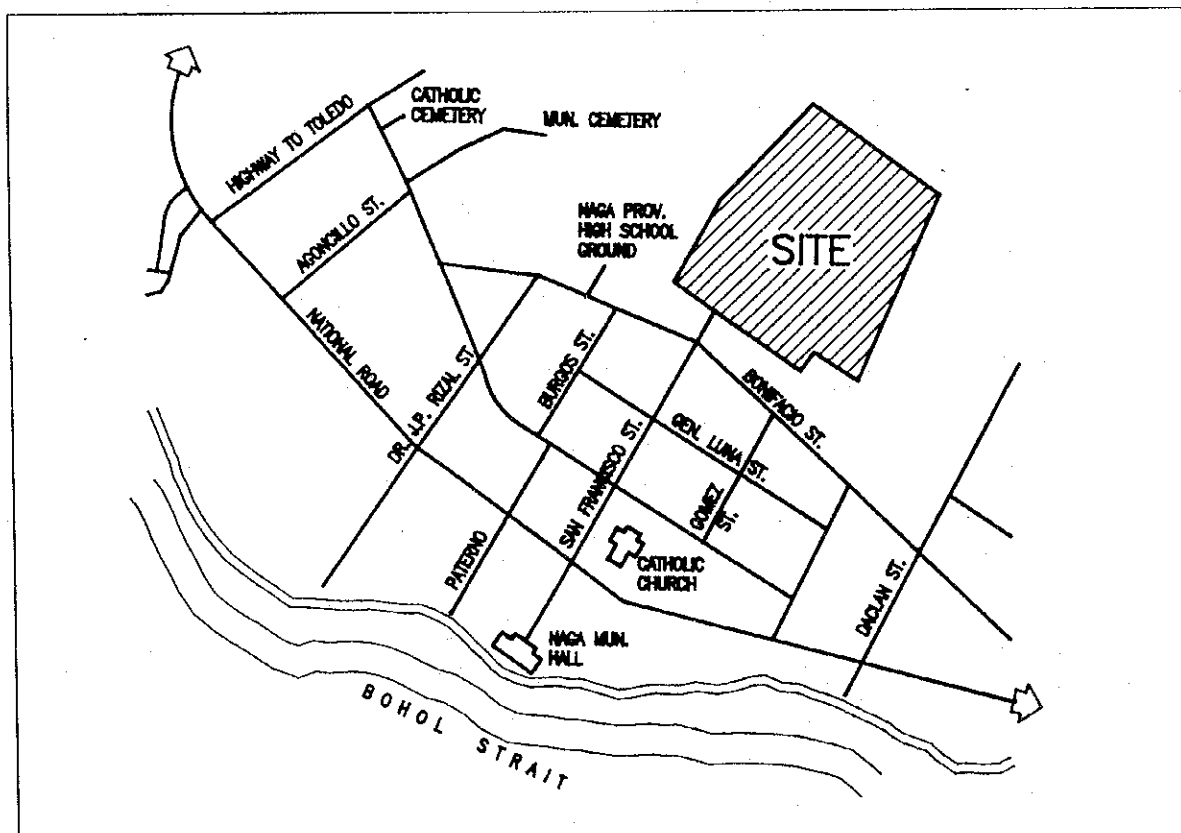 CATHOLIC
CEMETERY
HIGHWAY TO TOLEDO
MUN. CEMETERY
AGONCILLO ST.
NAGA PROV.
HIGH SCHOOL
GROUND
SITE
NATIONAL ROAD
DR. J.P. RIZAL ST.
BURGOS ST.
BONIFACIO ST.
GEN. LUNA ST.
SAN FRANCISCO ST.
GOMEZ
ST.
PATERNO
CATHOLIC
CHURCH
DACLAN ST.
NAGA MUN.
HALL
BOHOL STRAIT